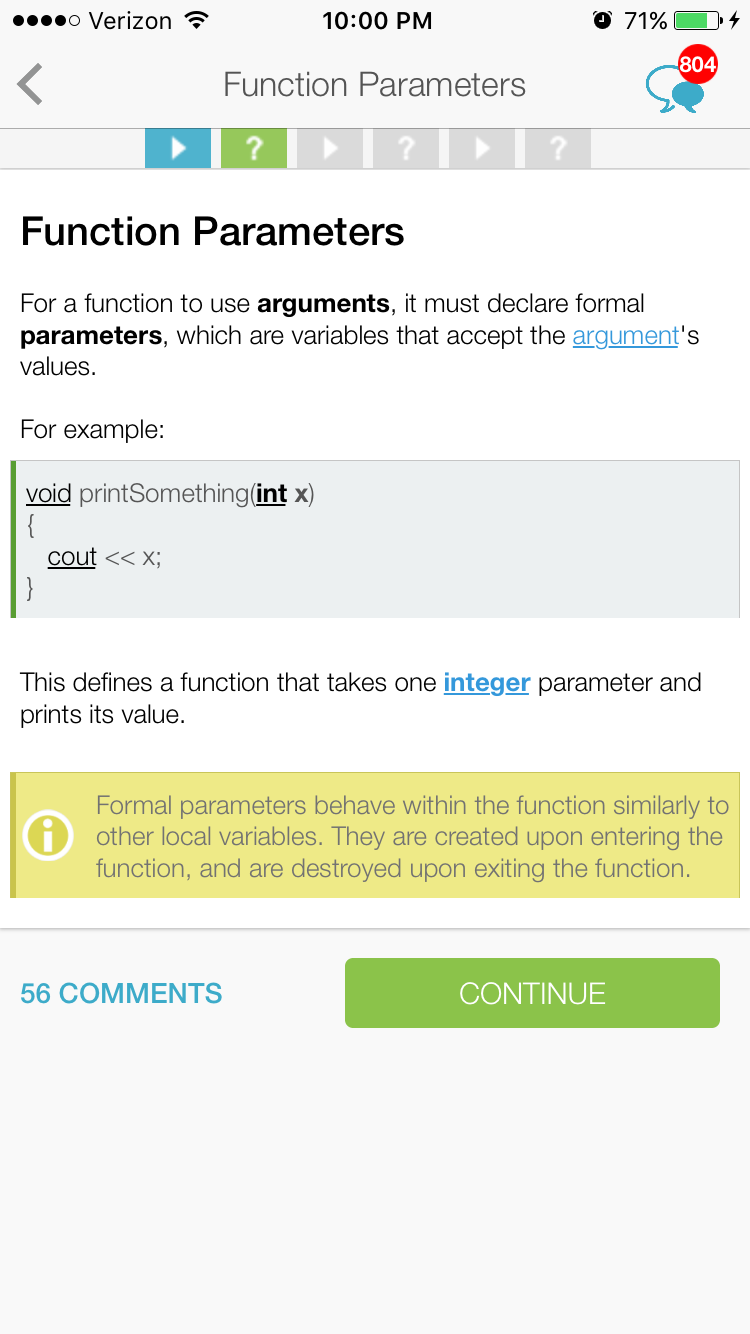 Verizon 10:00 PM 71%
Function Parameters 804
? ? ?
Function Parameters
For a function to use arguments, it must declare formal
parameters, which are variables that accept the argument's
values.
For example:
void printSomething(int x)
{
cout << x;
}
This defines a function that takes one integer parameter and
prints its value.
Formal parameters behave within the function similarly to
other local variables. They are created upon entering the
function, and are destroyed upon exiting the function.
56 COMMENTS CONTINUE